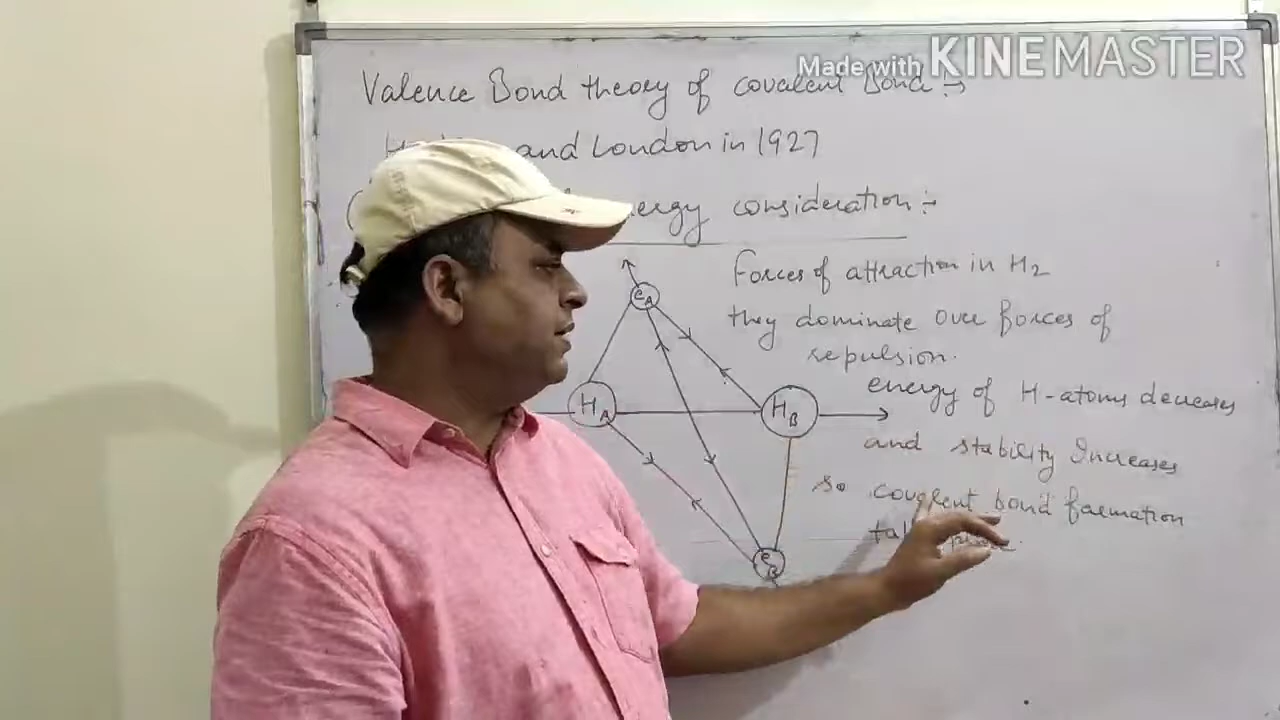 Made with KINEMASTER
Valence Bond theory of covalent Bond :-
and London in 1927
energy consideration :-
Forces of attraction in H2
they dominate over forces of
repulsion.
energy of H-atoms decreases
and stability Increases
so covalent bond formation
eA
HA
HB
eB